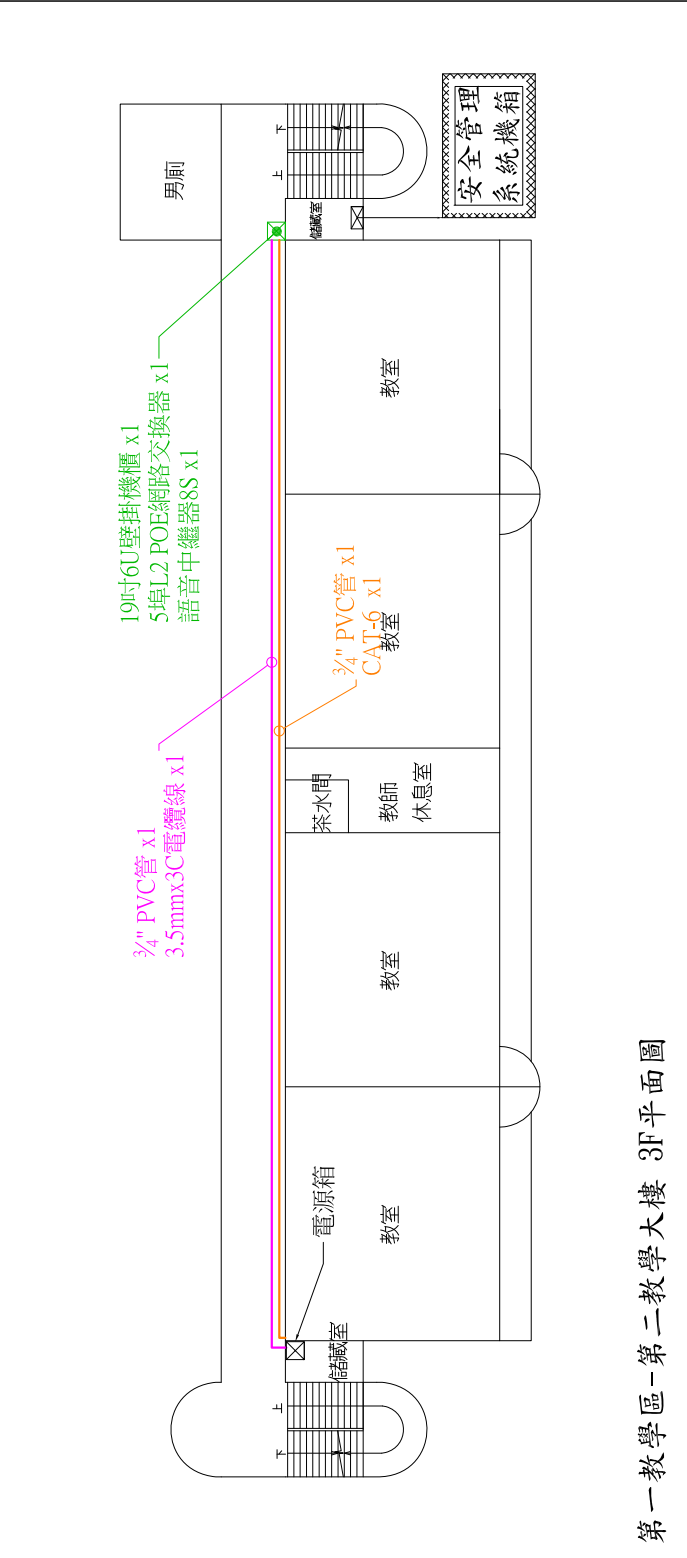 安全管理
系統機箱
男廁
下
上
儲藏室
19吋6U壁掛機櫃 x1
5埠L2 POE網路交換器 x1
語音中繼器8S x1
教室
¾" PVC管 x1
CAT-6 x1
教室
¾" PVC管 x1
3.5mmx3C電纜線 x1
茶水間
教師
休息室
教室
電源箱
教室
儲藏室
上
下
第一教學區-第二教學大樓 3F平面圖